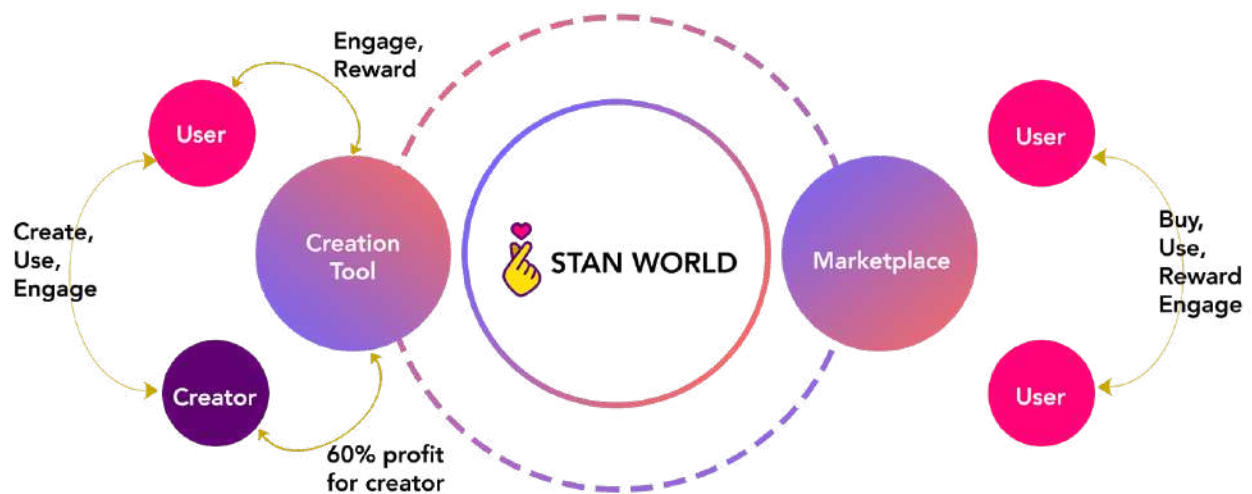 Engage,
Reward
User
User
Create,
Use,
Engage
Creation
Tool
STAN WORLD
Marketplace
Buy,
Use,
Reward
Engage
Creator
User
60% profit
for creator